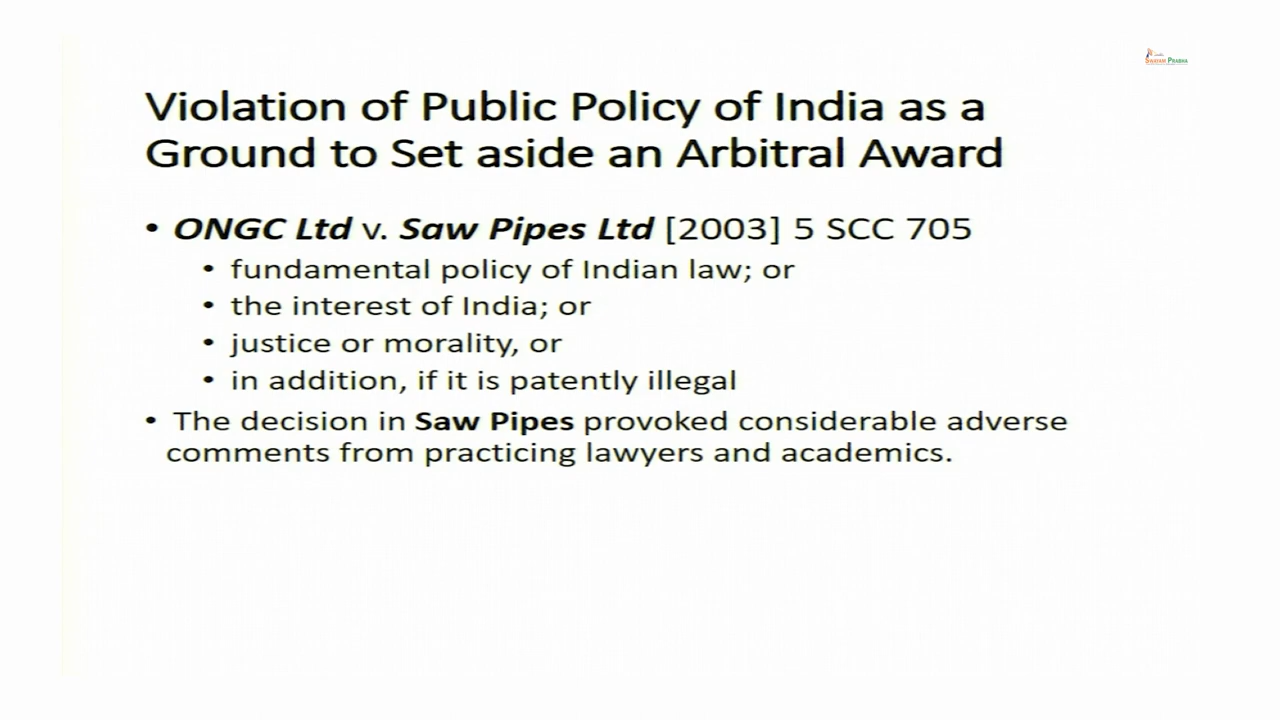 SWAYAM PRABHA
Violation of Public Policy of India as a
Ground to Set aside an Arbitral Award
• ONGC Ltd v. Saw Pipes Ltd [2003] 5 SCC 705
• fundamental policy of Indian law; or
• the interest of India; or
• justice or morality, or
• in addition, if it is patently illegal
• The decision in Saw Pipes provoked considerable adverse
comments from practicing lawyers and academics.